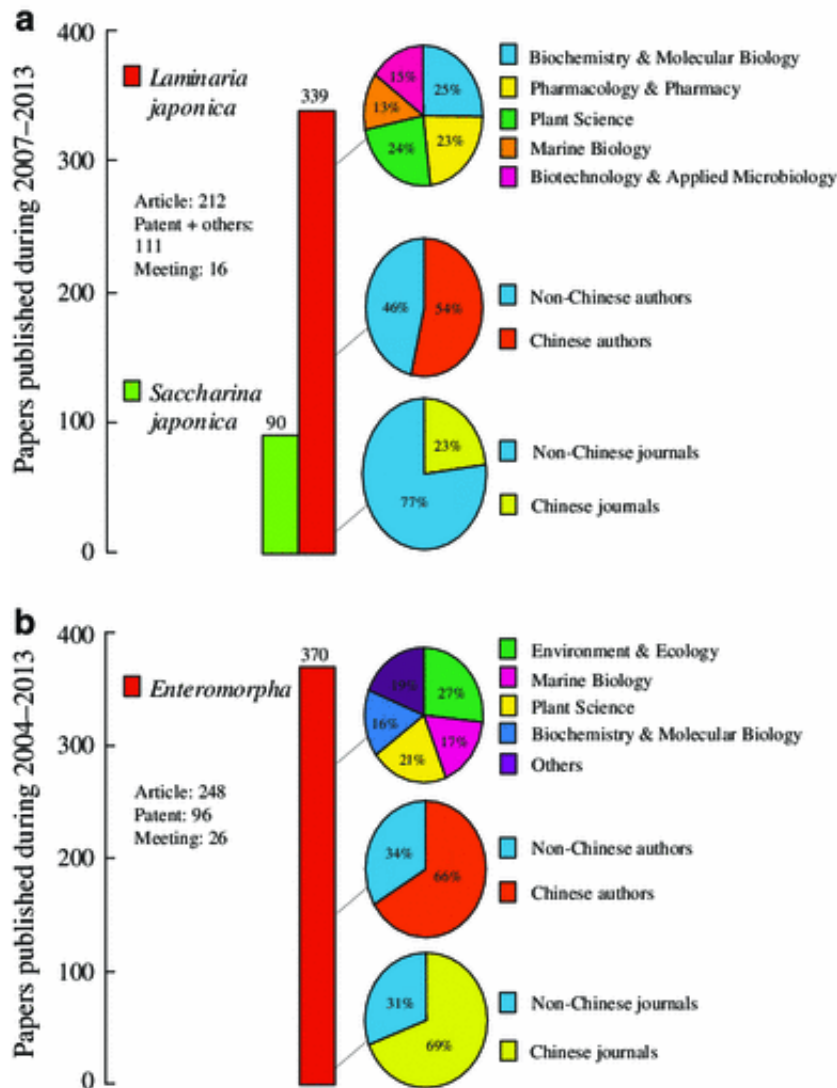 a
400
300
200
100
0
Papers published during 2007–2013
Laminaria
japonica
339
Article: 212
Patent + others:
111
Meeting: 16
Saccharina
japonica
90
15%
25%
13%
24%
23%
Biochemistry & Molecular Biology
Pharmacology & Pharmacy
Plant Science
Marine Biology
Biotechnology & Applied Microbiology
46%
54%
Non-Chinese authors
Chinese authors
23%
77%
Non-Chinese journals
Chinese journals
b
400
300
200
100
0
Papers published during 2004–2013
Enteromorpha
370
Article: 248
Patent: 96
Meeting: 26
19%
27%
16%
17%
21%
Environment & Ecology
Marine Biology
Plant Science
Biochemistry & Molecular Biology
Others
34%
66%
Non-Chinese authors
Chinese authors
31%
69%
Non-Chinese journals
Chinese journals